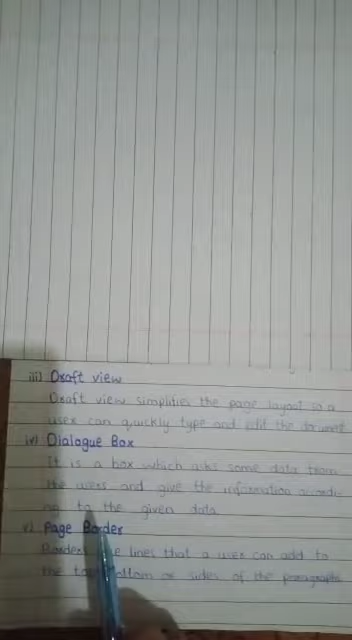 iii) Draft view
Draft view simplifies the page layout so a
user can quickly type and edit the document
iv) Dialogue Box
It is a box which asks some data from
the users and give the information accordi-
ng to the given data
v) Page Border
Borders are lines that a user can add to
the top bottom or sides of the paragraphs